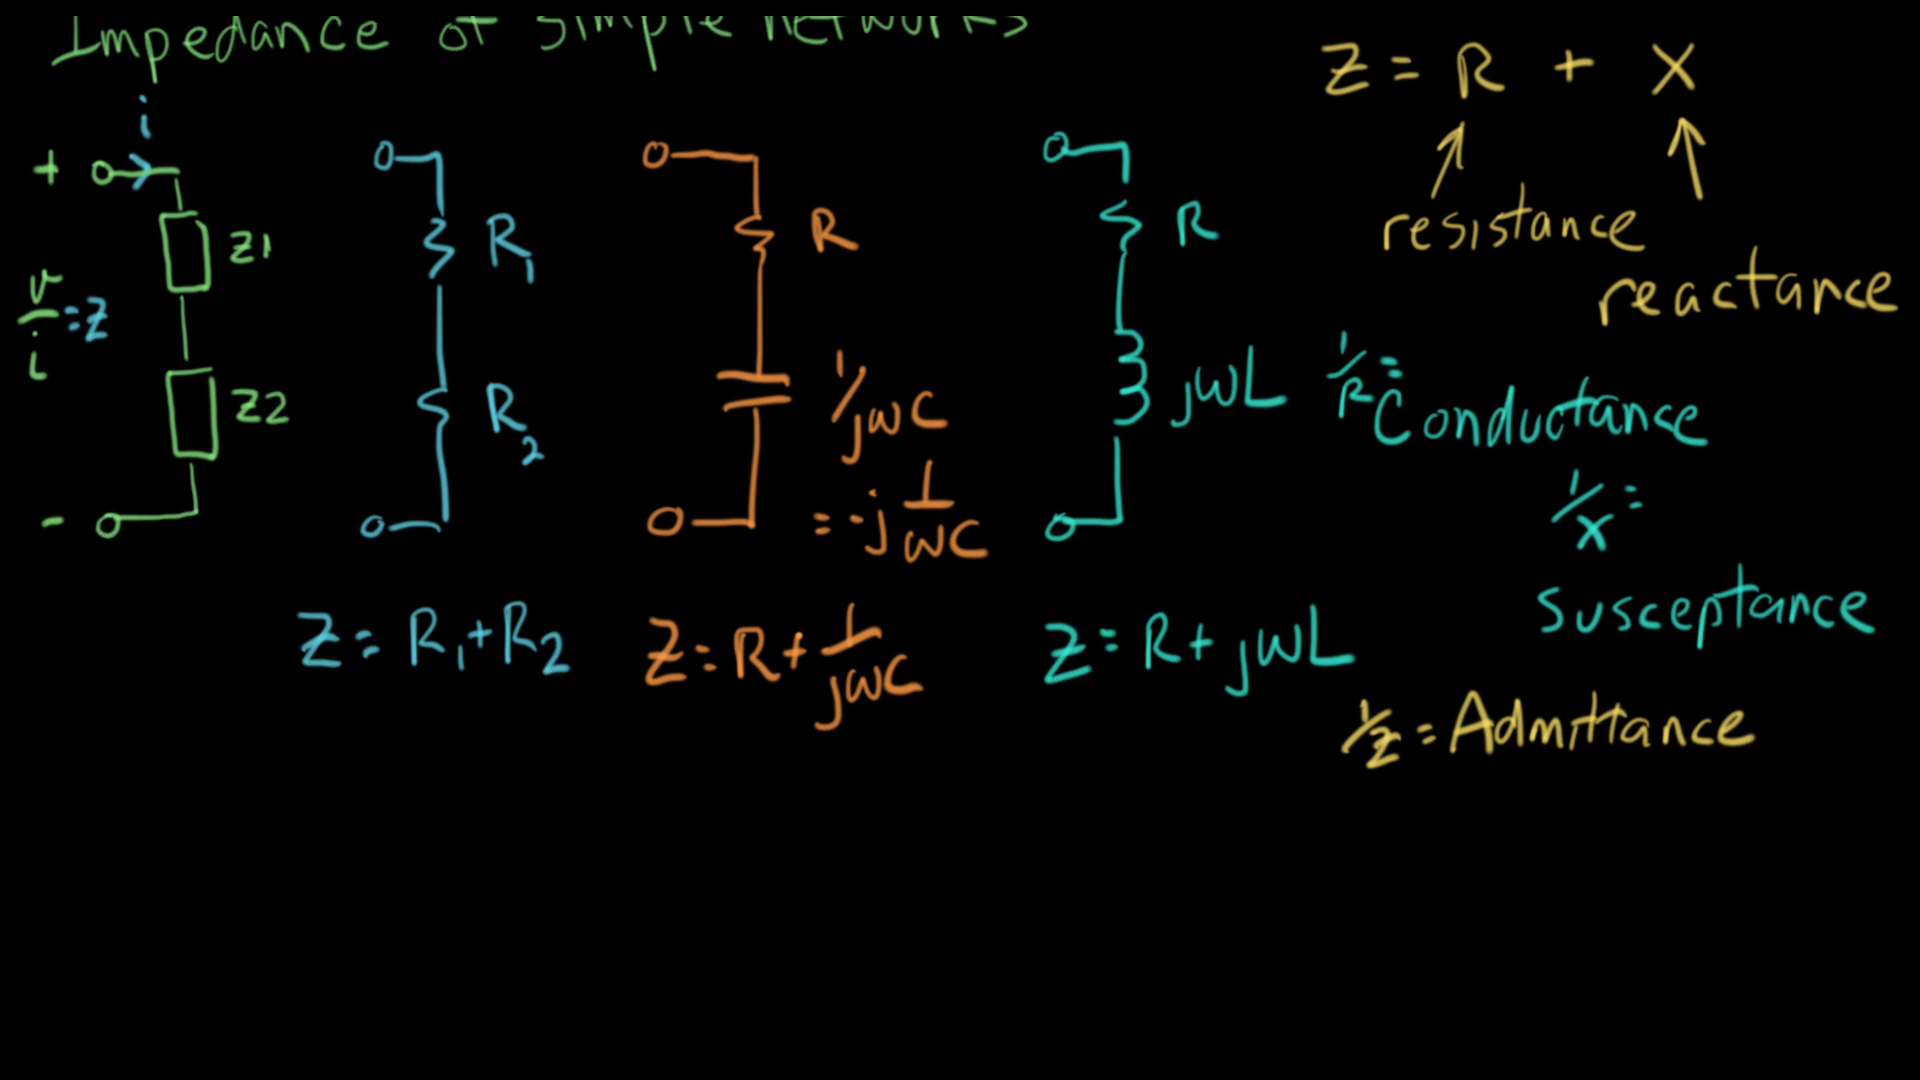 Impedance of simple networks
i
+
Z1
v/i = Z
Z2
-
R1
R2
Z = R1 + R2
R
1/jωC
= -j 1/ωC
Z = R + 1/jωC
R
jωL
Z = R + jωL
Z = R + X
resistance
reactance
1/R = Conductance
1/X =
Susceptance
1/Z = Admittance